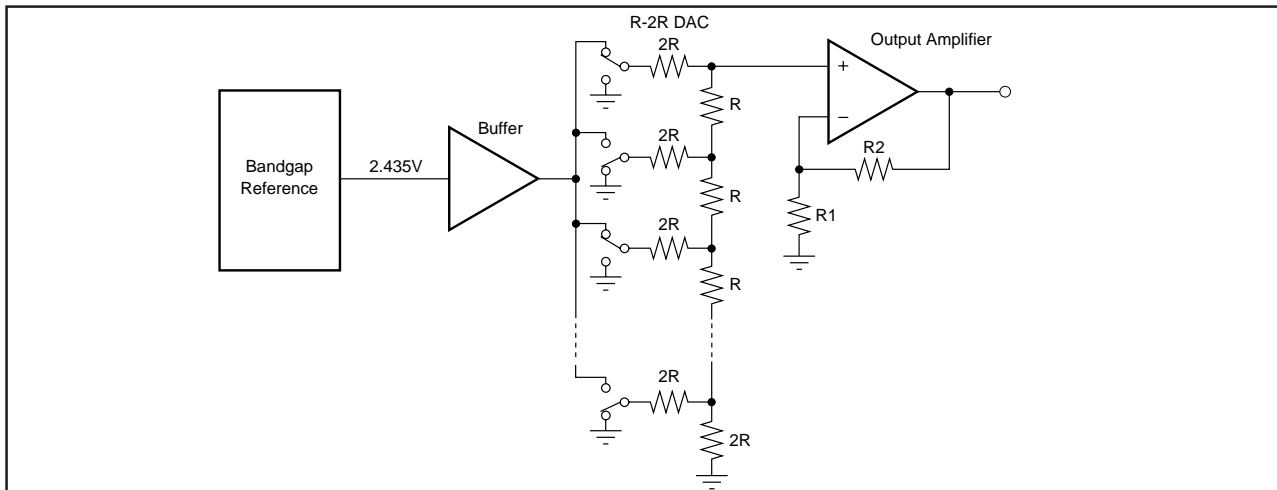 R-2R DAC
2R
Output Amplifier
+
R
−
Buffer
2R
R2
Bandgap
Reference
2.435V
R
R1
2R
R
2R
2R